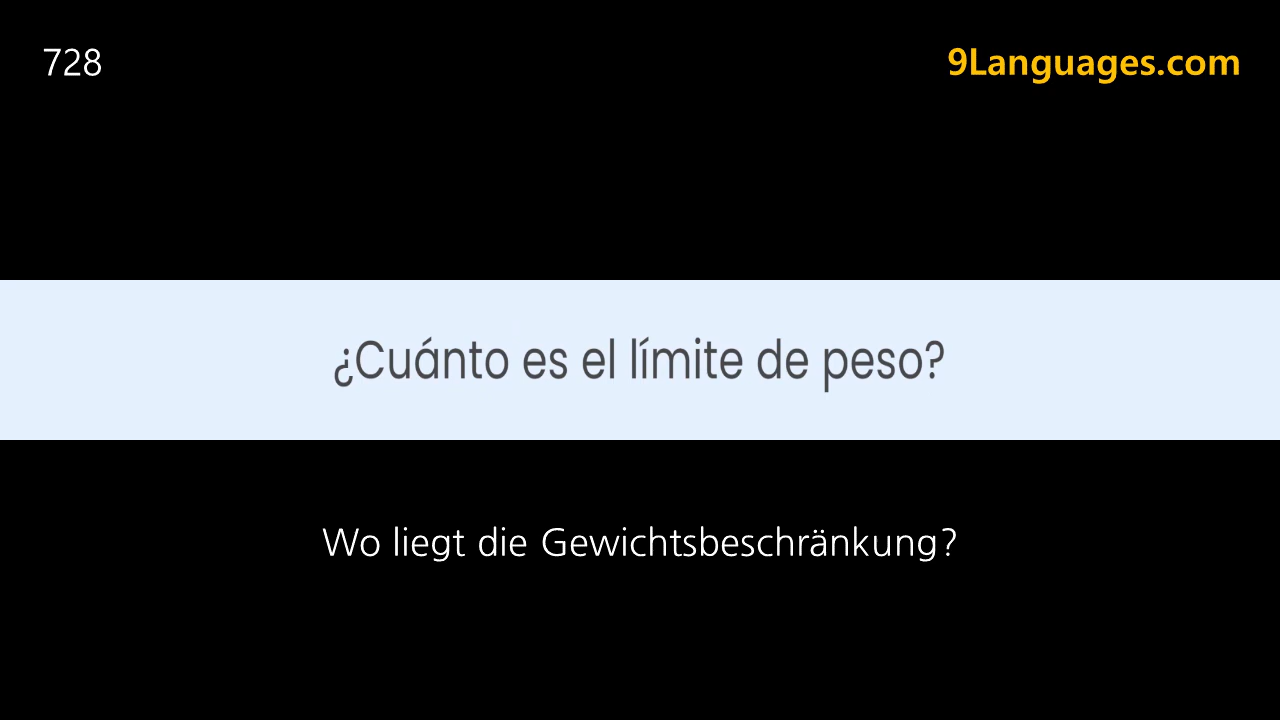 728
9Languages.com
¿Cuánto es el límite de peso?
Wo liegt die Gewichtsbeschränkung?